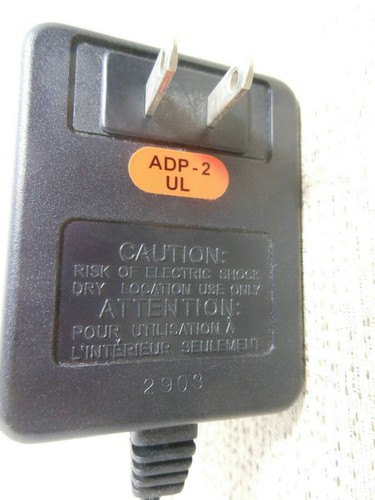 ADP-2
UL
CAUTION:
RISK OF ELECTRIC SHOCK
DRY LOCATION USE ONLY
ATTENTION:
POUR UTILISATION À
L'INTÉRIEUR SEULEMENT
2903